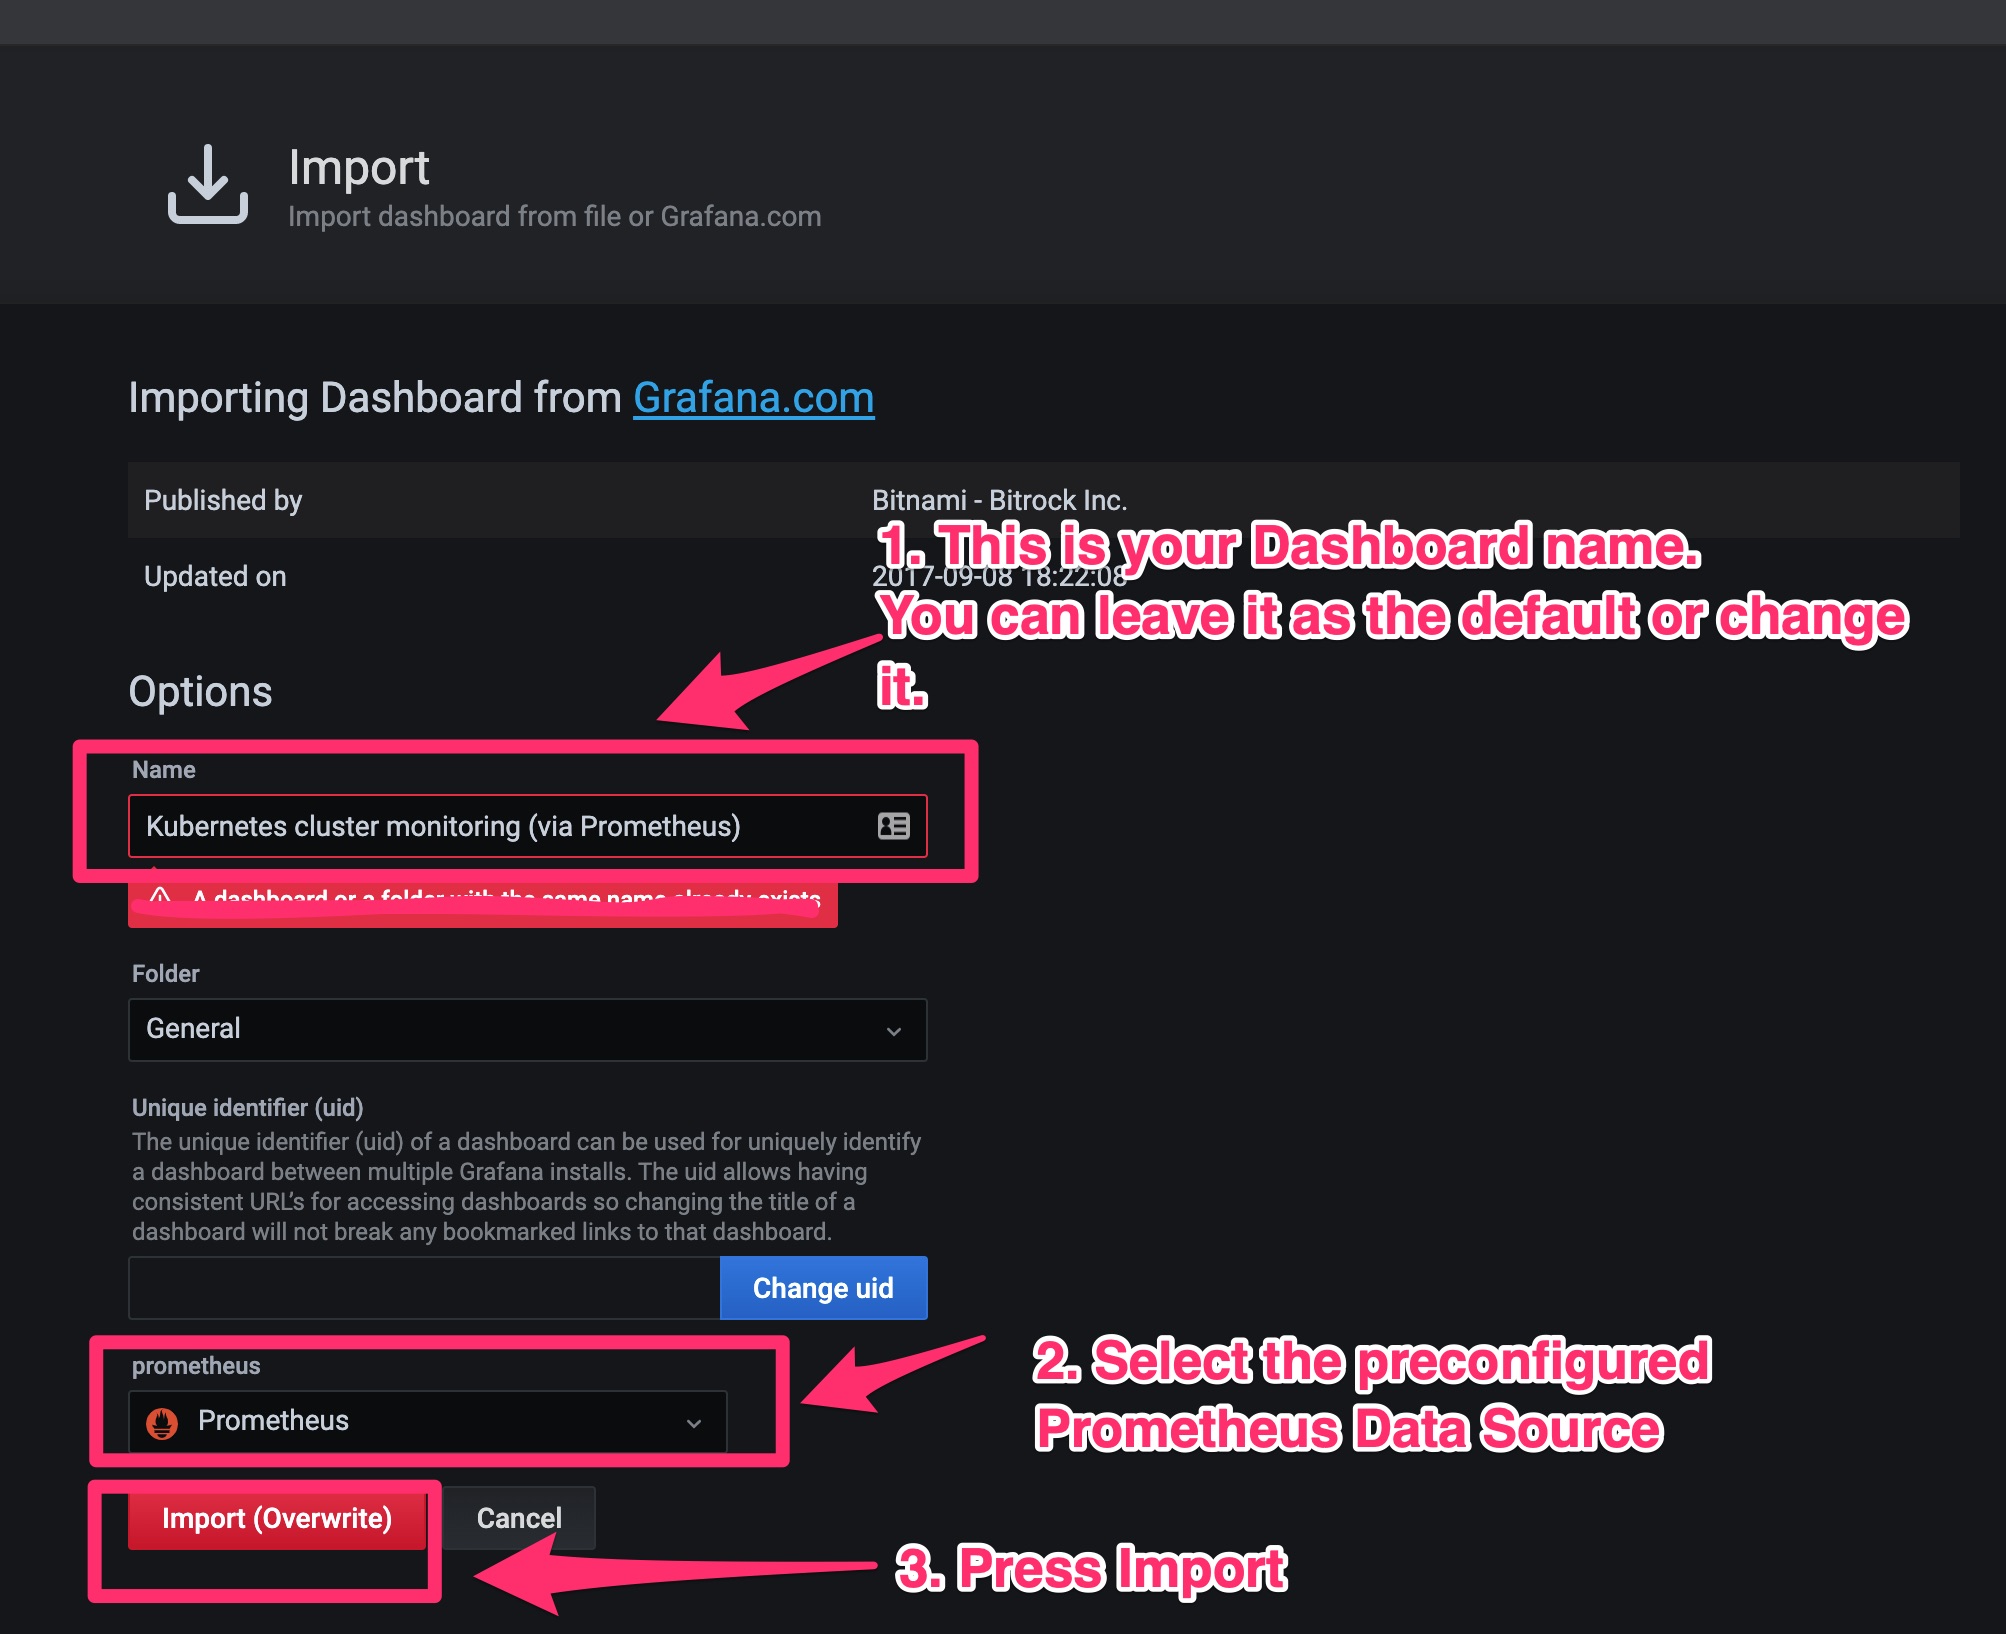 Import
Import dashboard from file or Grafana.com
Importing Dashboard from Grafana.com
Published by Bitnami - Bitrock Inc.
1. This is your Dashboard name.
Updated on 2017-09-08 18:22:08
You can leave it as the default or change
it.
Options
Name
Kubernetes cluster monitoring (via Prometheus)
A dashboard or a folder with the same name already exists
Folder
General
Unique identifier (uid)
The unique identifier (uid) of a dashboard can be used for uniquely identify
a dashboard between multiple Grafana installs. The uid allows having
consistent URL’s for accessing dashboards so changing the title of a
dashboard will not break any bookmarked links to that dashboard.
Change uid
prometheus
Prometheus
2. Select the preconfigured
Prometheus Data Source
Import (Overwrite)
Cancel
3. Press Import